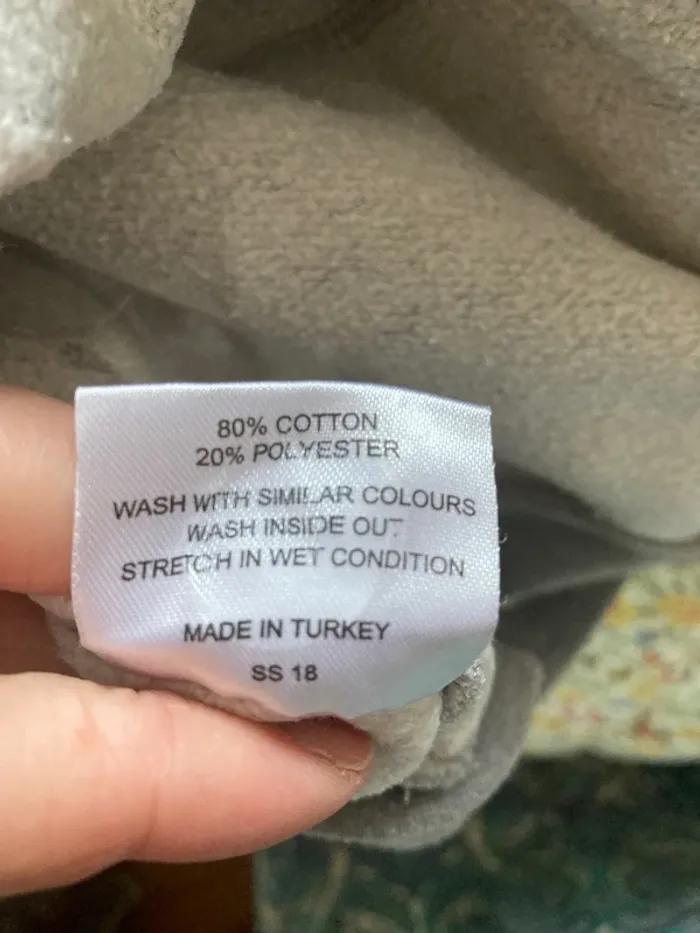 80% COTTON
20% POLYESTER
WASH WITH SIMILAR COLOURS
WASH INSIDE OUT
STRETCH IN WET CONDITION
MADE IN TURKEY
SS 18